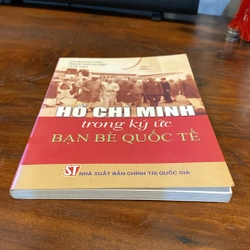 HỒ CHÍ MINH
trong ký ức
BẠN BÈ QUỐC TẾ
ST NHÀ XUẤT BẢN CHÍNH TRỊ QUỐC GIA